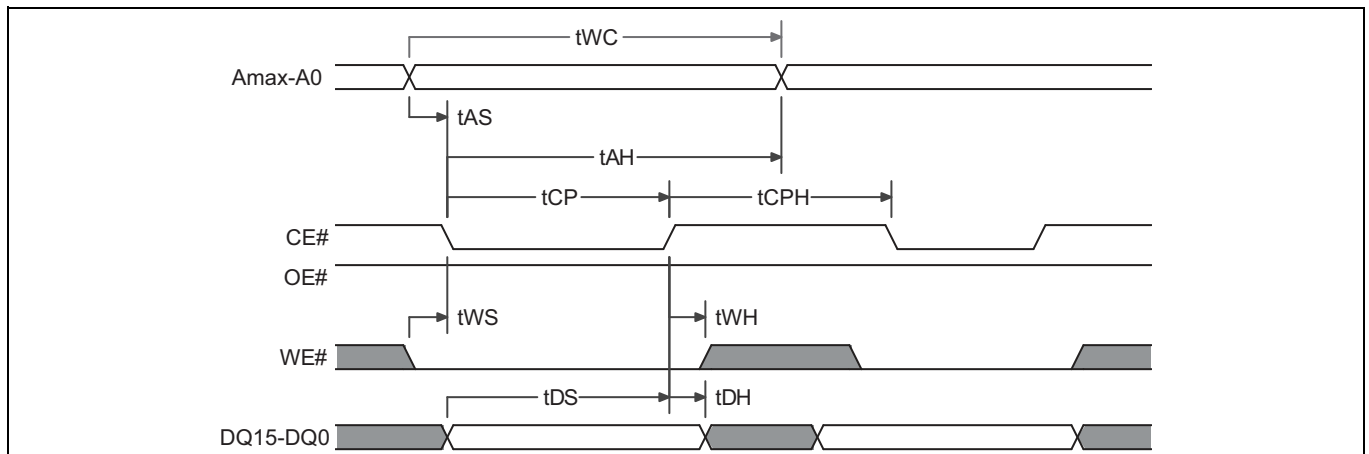 tWC
Amax-A0
tAS
tAH
tCP tCPH
CE#
OE#
tWS tWH
WE#
tDS tDH
DQ15-DQ0